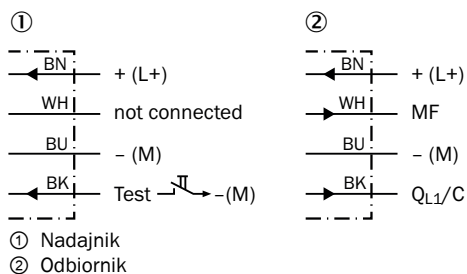 ① ②
BN + (L+) BN + (L+)
WH not connected WH MF
BU – (M) BU – (M)
BK Test –(M) BK QL1/C
① Nadajnik
② Odbiornik